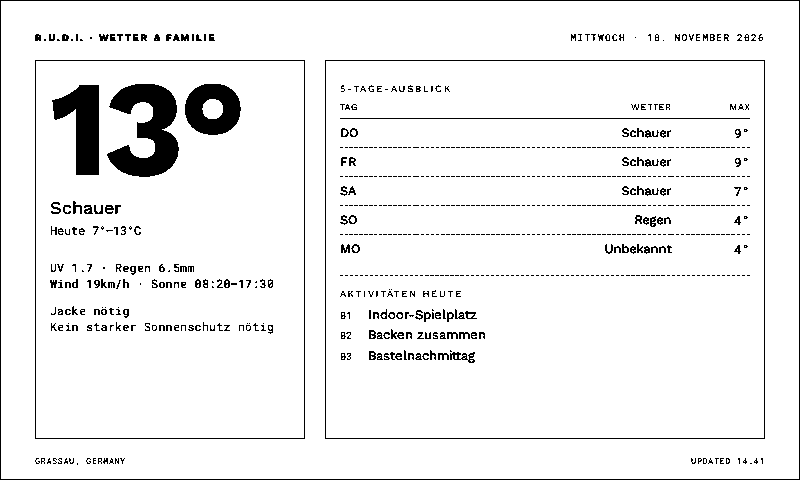 R.U.D.I. · WETTER & FAMILIE
MITTWOCH · 18. NOVEMBER 2026
13°
Schauer
Heute 7°–13°C
UV 1.7 · Regen 6.5mm
Wind 19km/h · Sonne 08:20–17:30
Jacke nötig
Kein starker Sonnenschutz nötig
5-TAGE-AUSBLICK
TAG WETTER MAX
DO Schauer 9°
FR Schauer 9°
SA Schauer 7°
SO Regen 4°
MO Unbekannt 4°
AKTIVITÄTEN HEUTE
01 Indoor-Spielplatz
02 Backen zusammen
03 Bastelnachmittag
GRASSAU, GERMANY
UPDATED 14.41